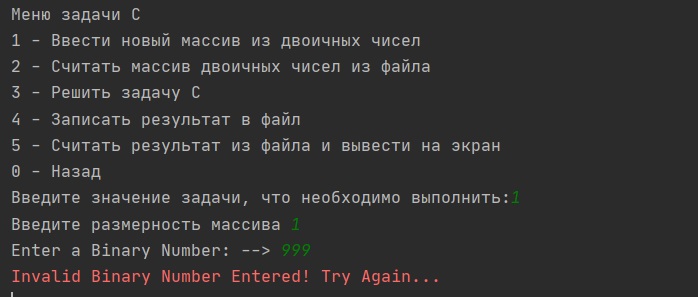 Меню задачи C
1 - Ввести новый массив из двоичных чисел
2 - Считать массив двоичных чисел из файла
3 - Решить задачу C
4 - Записать результат в файл
5 - Считать результат из файла и вывести на экран
0 - Назад
Введите значение задачи, что необходимо выполнить:1
Введите размерность массива 1
Enter a Binary Number: --> 999
Invalid Binary Number Entered! Try Again...